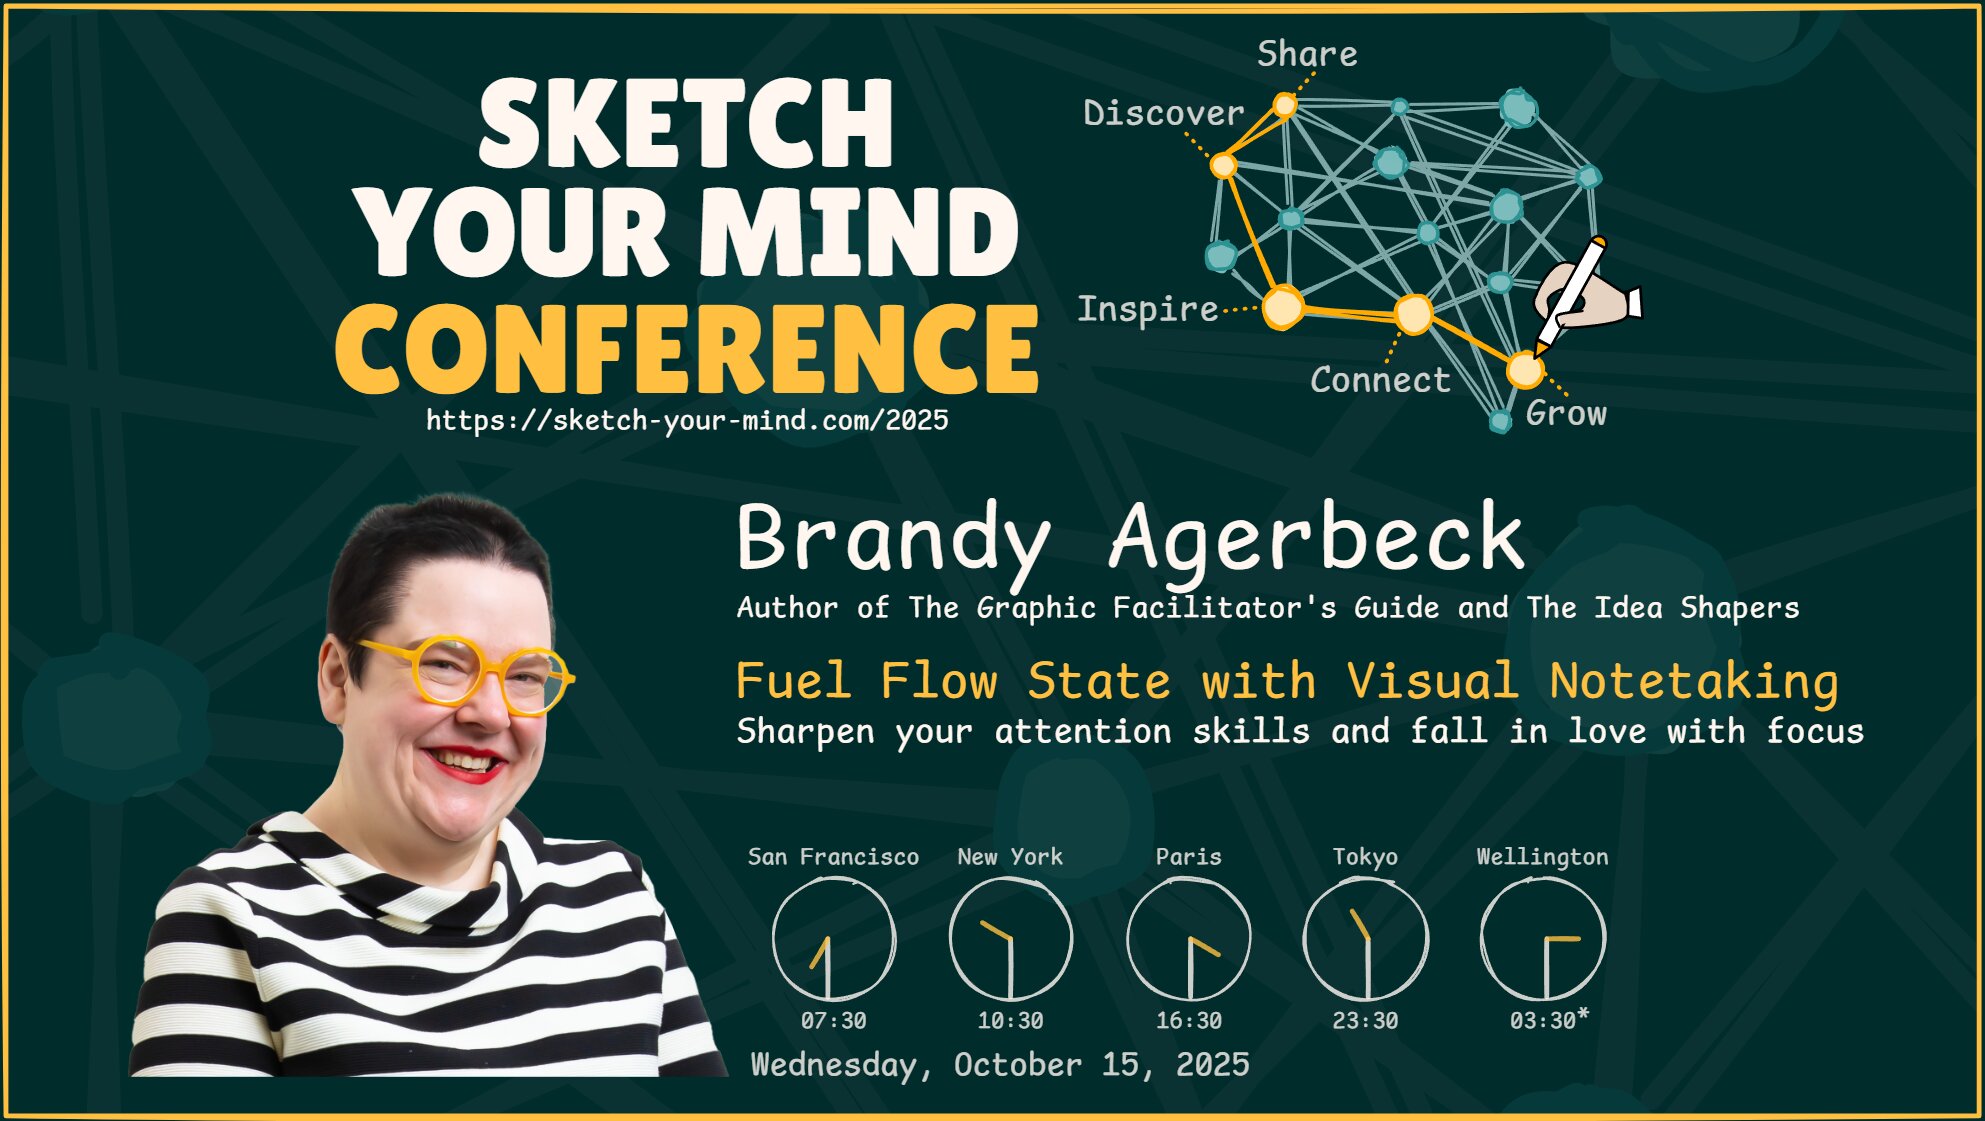 SKETCH
YOUR MIND
CONFERENCE
https://sketch-your-mind.com/2025
Share
Discover
Inspire
Connect
Grow
Brandy Agerbeck
Author of The Graphic Facilitator's Guide and The Idea Shapers
Fuel Flow State with Visual Notetaking
Sharpen your attention skills and fall in love with focus
San Francisco New York Paris Tokyo Wellington
07:30 10:30 16:30 23:30 03:30*
Wednesday, October 15, 2025